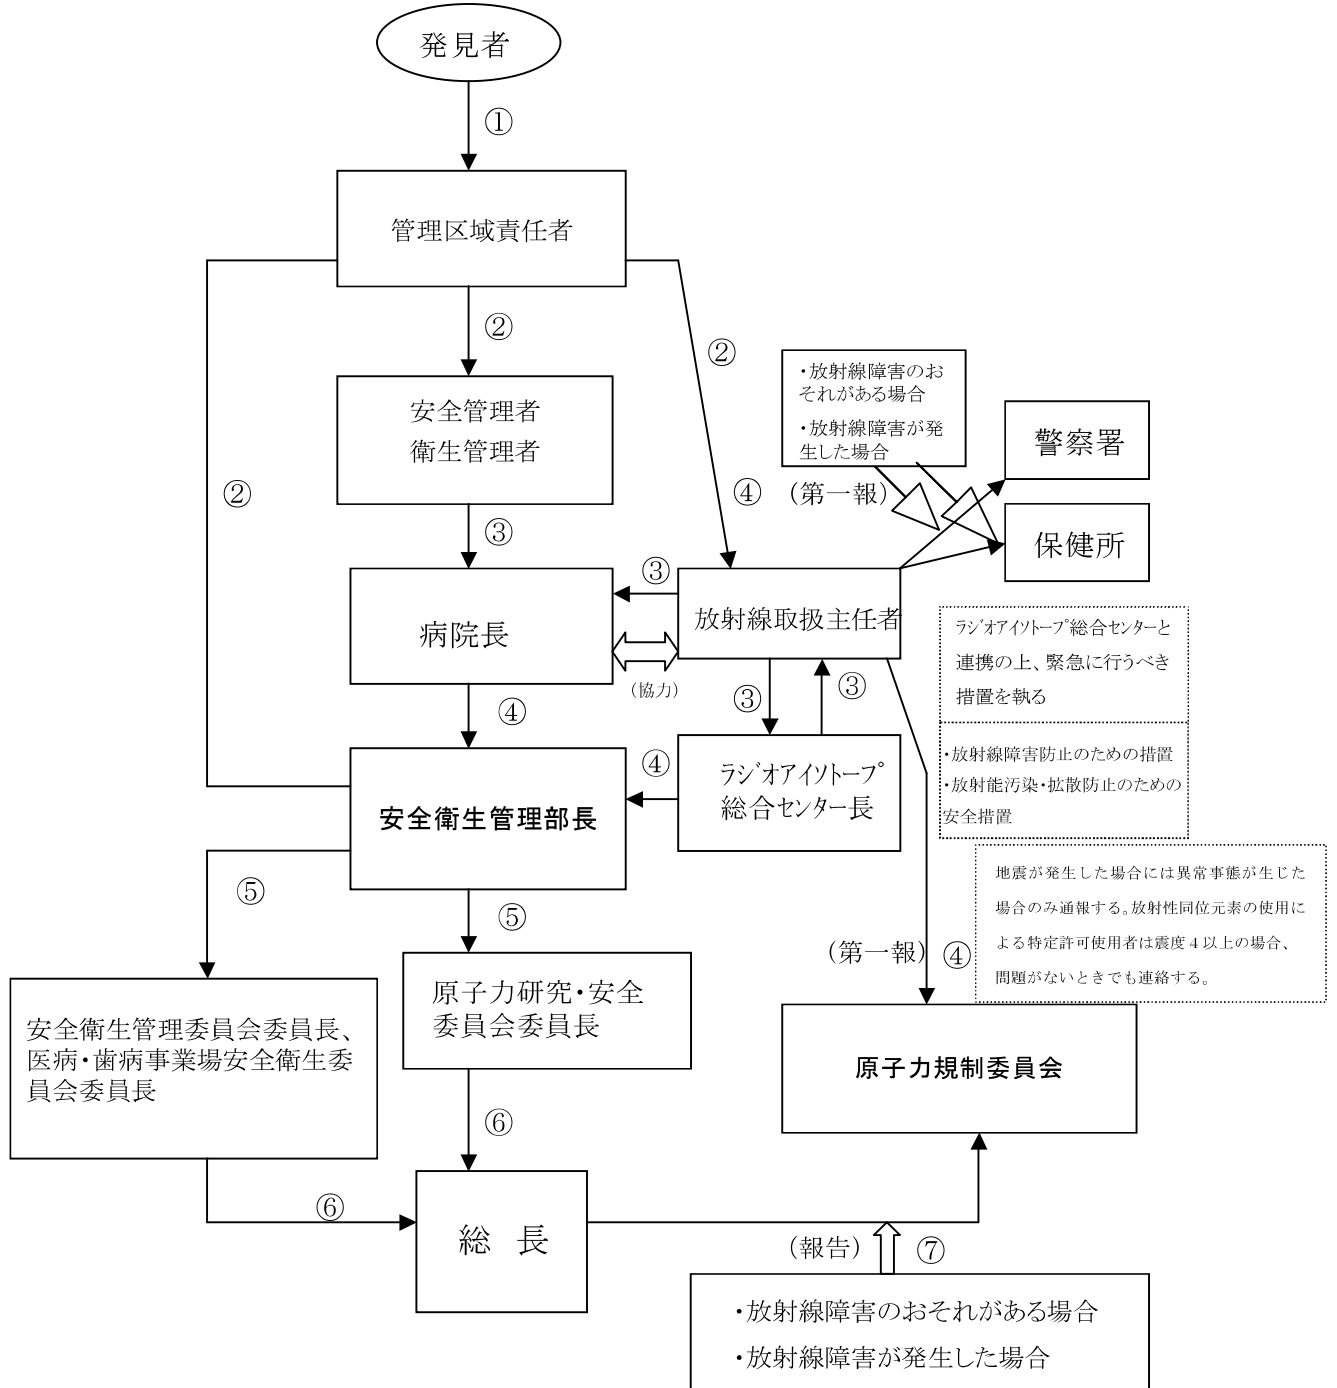 発見者
①
管理区域責任者
②
②
②
安全管理者
衛生管理者
・放射線障害のお
それがある場合
・放射線障害が発
生した場合
警察署
④
(第一報)
保健所
③
③
病院長
放射線取扱主任者
(協力)
③
③
ラジオアイソトープ総合センターと
連携の上、緊急に行うべき
措置を執る
・放射線障害防止のための措置
・放射能汚染・拡散防止のための
安全措置
④
④
ラジオアイソトープ
総合センター長
安全衛生管理部長
地震が発生した場合には異常事態が生じた
場合のみ通報する。放射性同位元素の使用に
よる特定許可使用者は震度4以上の場合、
問題がないときでも連絡する。
⑤
⑤
(第一報)
④
安全衛生管理委員会委員長、
医病・歯病事業場安全衛生委
員会委員長
原子力研究・安全
委員会委員長
原子力規制委員会
⑥
⑥
総 長
(報告)
⑦
・放射線障害のおそれがある場合
・放射線障害が発生した場合